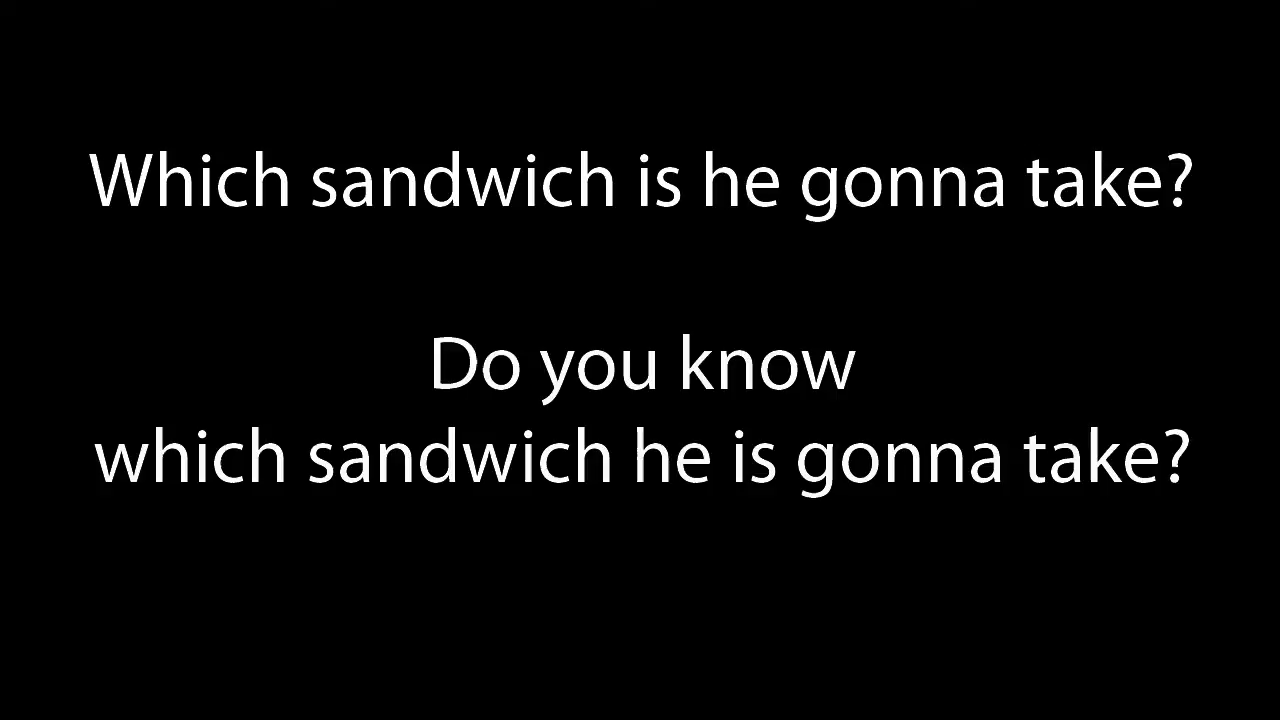 Which sandwich is he gonna take?
Do you know
which sandwich he is gonna take?